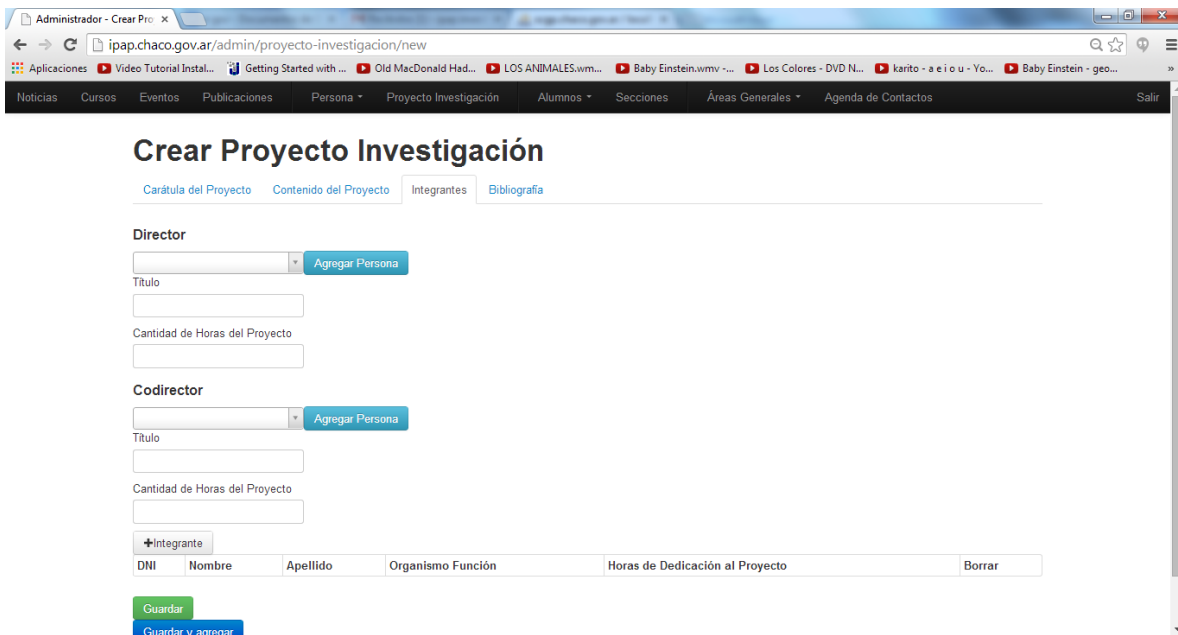 Administrador - Crear Pro
ipap.chaco.gov.ar/admin/proyecto-investigacion/new
Aplicaciones Video Tutorial Instal... Getting Started with ... Old MacDonald Had... LOS ANIMALES.wm... Baby Einstein.wmv -... Los Colores - DVD N... karito - a e i o u - Yo... Baby Einstein - geo... »
Noticias Cursos Eventos Publicaciones Persona Proyecto Investigación Alumnos Secciones Áreas Generales Agenda de Contactos Salir
Crear Proyecto Investigación
Carátula del Proyecto Contenido del Proyecto Integrantes Bibliografía
Director
Agregar Persona
Título
Cantidad de Horas del Proyecto
Codirector
Agregar Persona
Título
Cantidad de Horas del Proyecto
+Integrante
DNI Nombre Apellido Organismo Función Horas de Dedicación al Proyecto Borrar
Guardar
Guardar y agregar